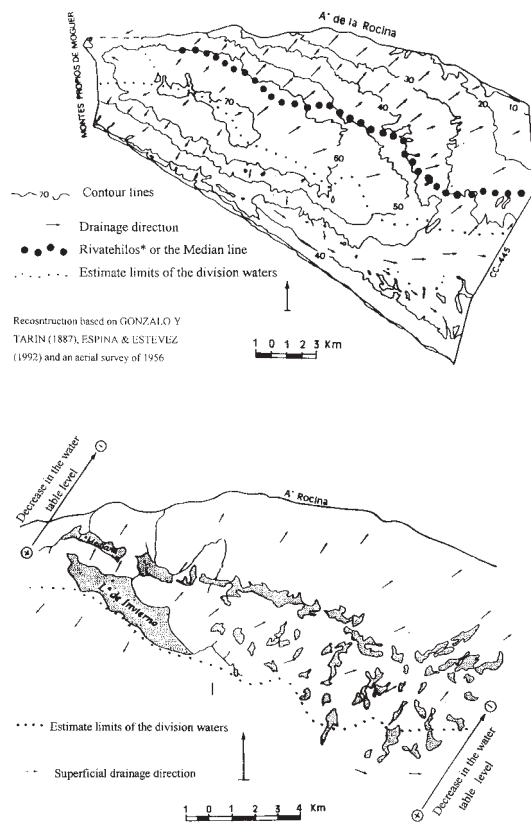 Aº de la Rocina
MONTES PROPIOS DE MOGUER
70
60
50
40
40
30
20
10
CC-445
70 Contour lines
Drainage direction
Rivatehilos* or the Median line
Estimate limits of the division waters
Recosntruction based on GONZALO Y
TARIN (1887), ESPINA & ESTEVEZ
(1992) and an aerial survey of 1956
1 0 1 2 3 Km
Decrease in the water
table level
Aº Rocina
Lª de Invierno
Estimate limits of the division waters
Superficial drainage direction
Decrease in the water
table level
1 0 1 2 3 4 Km